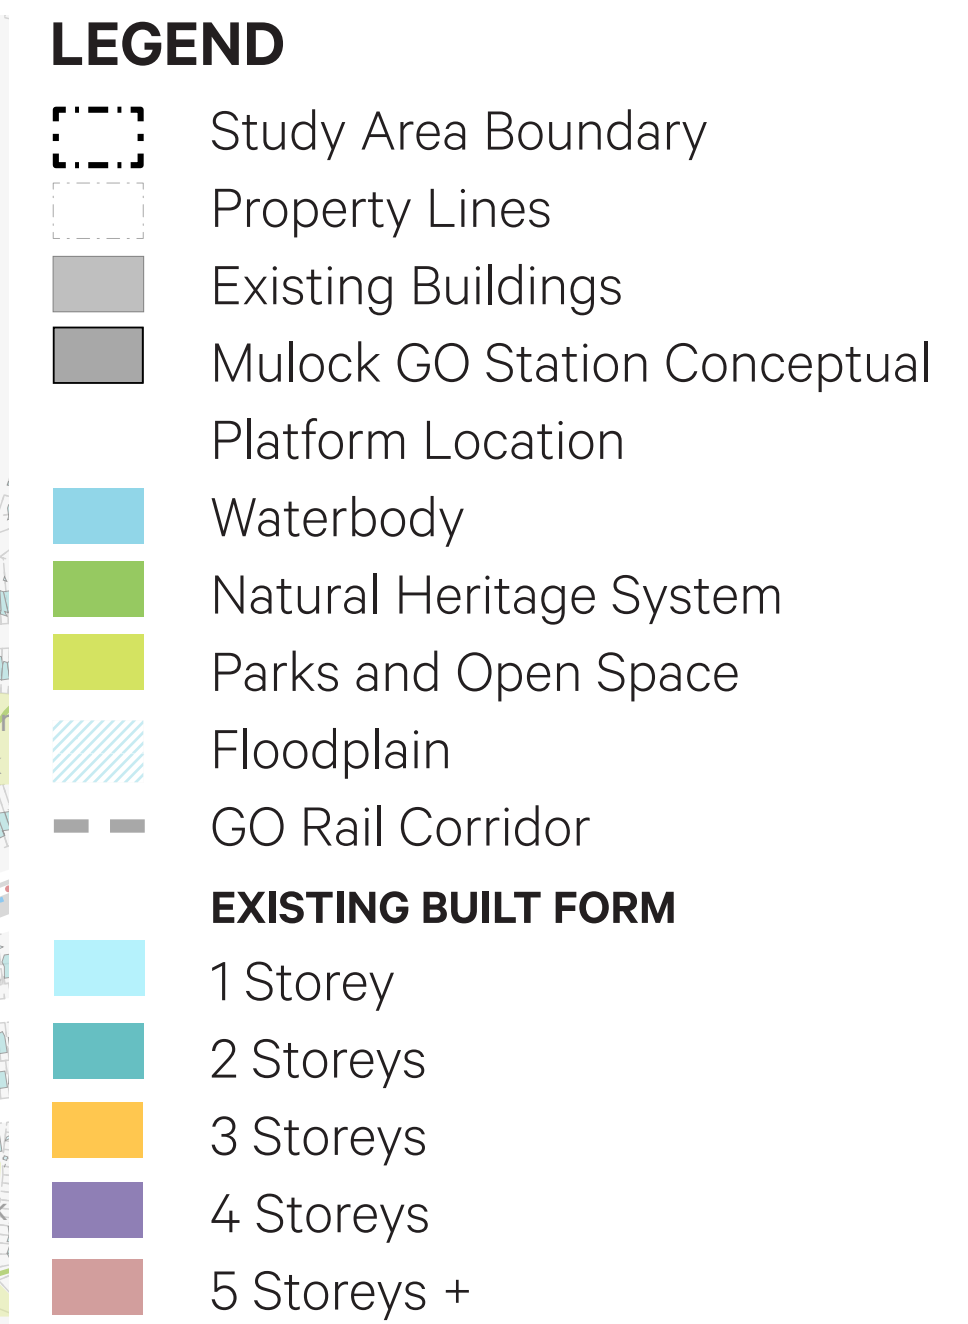 LEGEND
Study Area Boundary
Property Lines
Existing Buildings
Mulock GO Station Conceptual
Platform Location
Waterbody
Natural Heritage System
Parks and Open Space
Floodplain
GO Rail Corridor
EXISTING BUILT FORM
1 Storey
2 Storeys
3 Storeys
4 Storeys
5 Storeys +